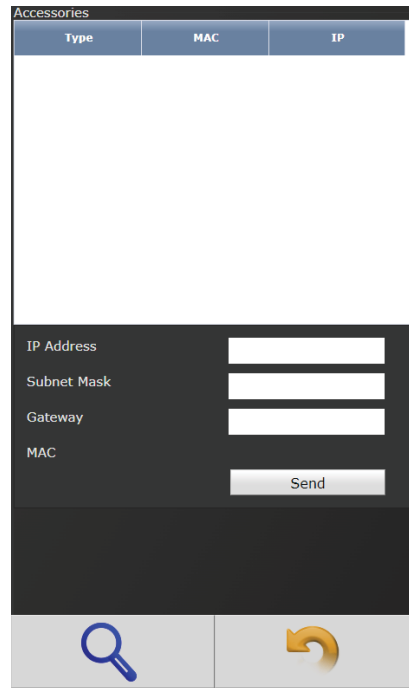 Accessories
Type MAC IP
IP Address
Subnet Mask
Gateway
MAC
Send